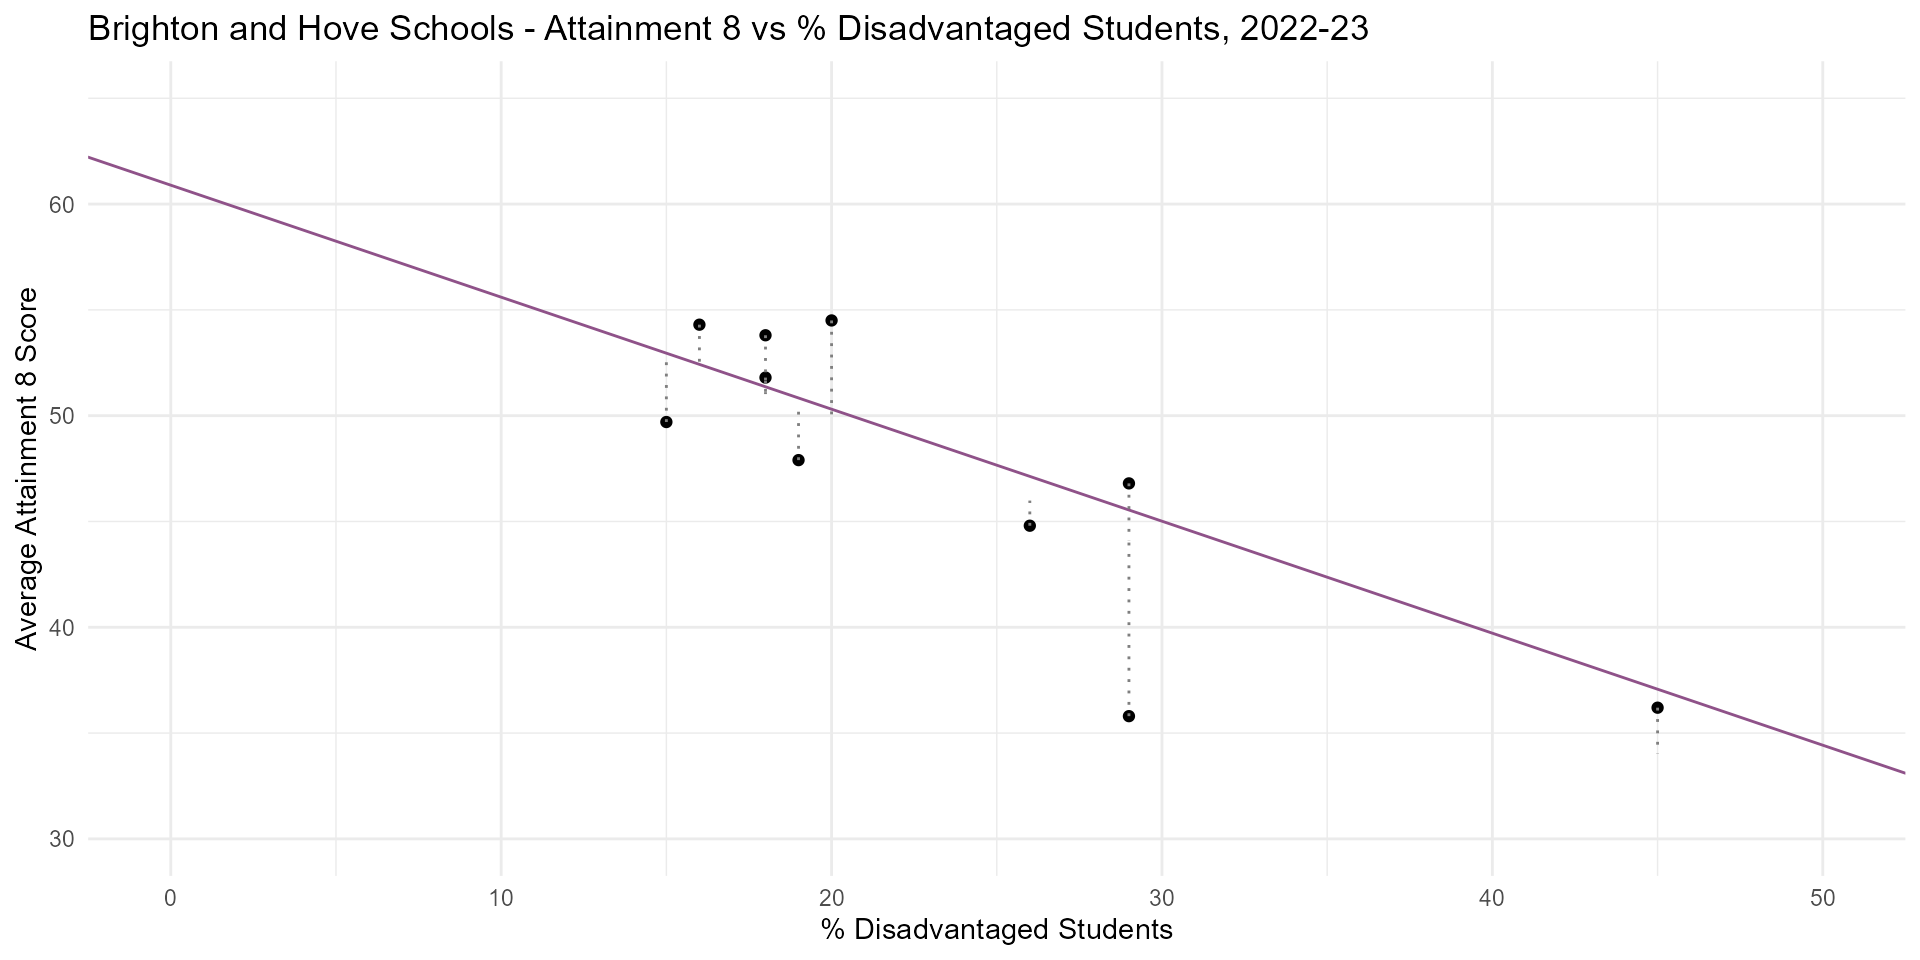 Brighton and Hove Schools - Attainment 8 vs % Disadvantaged Students, 2022-23
Average Attainment 8 Score
60
50
40
30
0 10 20 30 40 50
% Disadvantaged Students